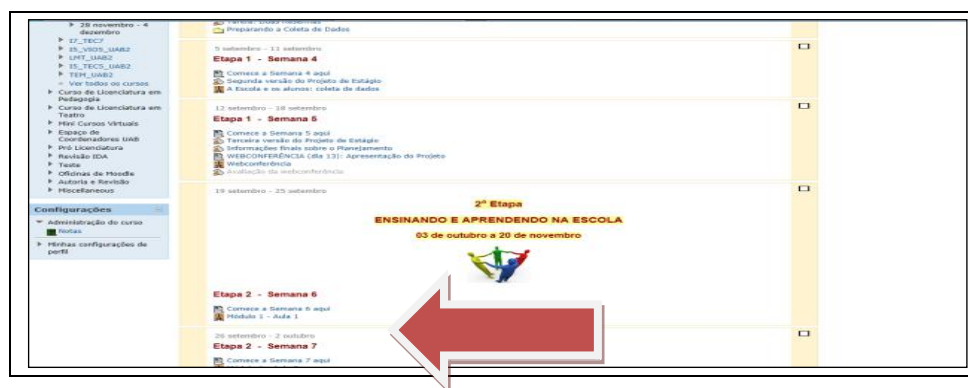 28 novembro - 4
dezembro
I7_TEC7
I5_VSOS_UAB2
LMT_UAB2
I5_TEC5_UAB2
TEM_UAB2
Ver todos os cursos
Curso de Licenciatura em
Pedagogia
Curso de Licenciatura em
Teatro
Mini Cursos Virtuais
Espaço de
Coordenadores UAB
Pró Licenciatura
Revisão IDA
Teste
Oficinas de Moodle
Autoria e Revisão
Miscellaneous
Configurações
Administração do curso
Notas
Minhas configurações de
perfil
Preparando a Coleta de Dados
5 setembro - 11 setembro
Etapa 1 - Semana 4
Comece a Semana 4 aqui
Segunda versão do Projeto de Estágio
A Escola e os alunos: coleta de dados
12 setembro - 18 setembro
Etapa 1 - Semana 5
Comece a Semana 5 aqui
Terceira versão do Projeto de Estágio
Informações finais sobre o Planejamento
WEBCONFERÊNCIA (dia 13): Apresentação do Projeto
Webconferência
Avaliação da webconferência
19 setembro - 25 setembro
2ª Etapa
ENSINANDO E APRENDENDO NA ESCOLA
03 de outubro a 20 de novembro
Etapa 2 - Semana 6
Comece a Semana 6 aqui
Módulo 1 - Aula 1
26 setembro - 2 outubro
Etapa 2 - Semana 7
Comece a Semana 7 aqui